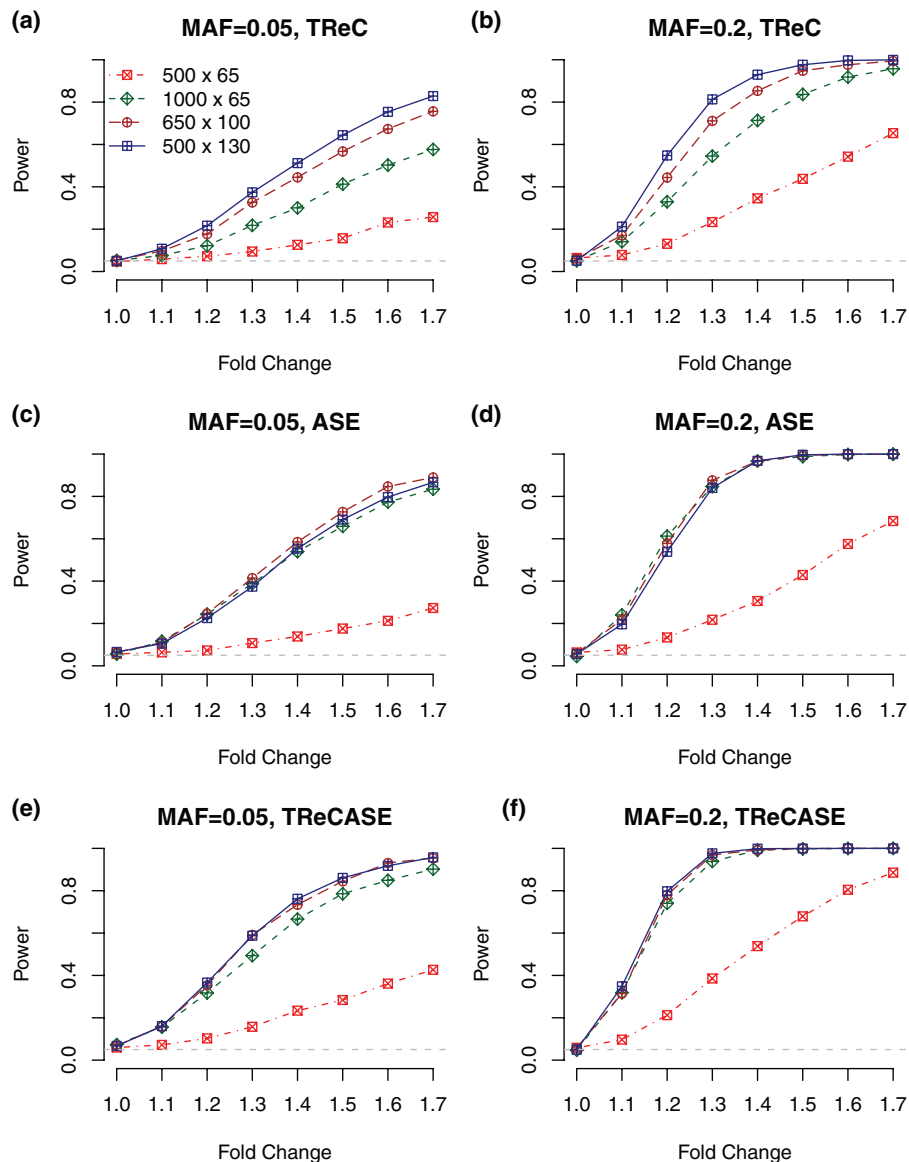 (a)
MAF=0.05, TReC
500 x 65
1000 x 65
650 x 100
500 x 130
Power
0.0 0.4 0.8
1.0 1.1 1.2 1.3 1.4 1.5 1.6 1.7
Fold Change
(b)
MAF=0.2, TReC
Power
0.0 0.4 0.8
1.0 1.1 1.2 1.3 1.4 1.5 1.6 1.7
Fold Change
(c)
MAF=0.05, ASE
Power
0.0 0.4 0.8
1.0 1.1 1.2 1.3 1.4 1.5 1.6 1.7
Fold Change
(d)
MAF=0.2, ASE
Power
0.0 0.4 0.8
1.0 1.1 1.2 1.3 1.4 1.5 1.6 1.7
Fold Change
(e)
MAF=0.05, TReCASE
Power
0.0 0.4 0.8
1.0 1.1 1.2 1.3 1.4 1.5 1.6 1.7
Fold Change
(f)
MAF=0.2, TReCASE
Power
0.0 0.4 0.8
1.0 1.1 1.2 1.3 1.4 1.5 1.6 1.7
Fold Change